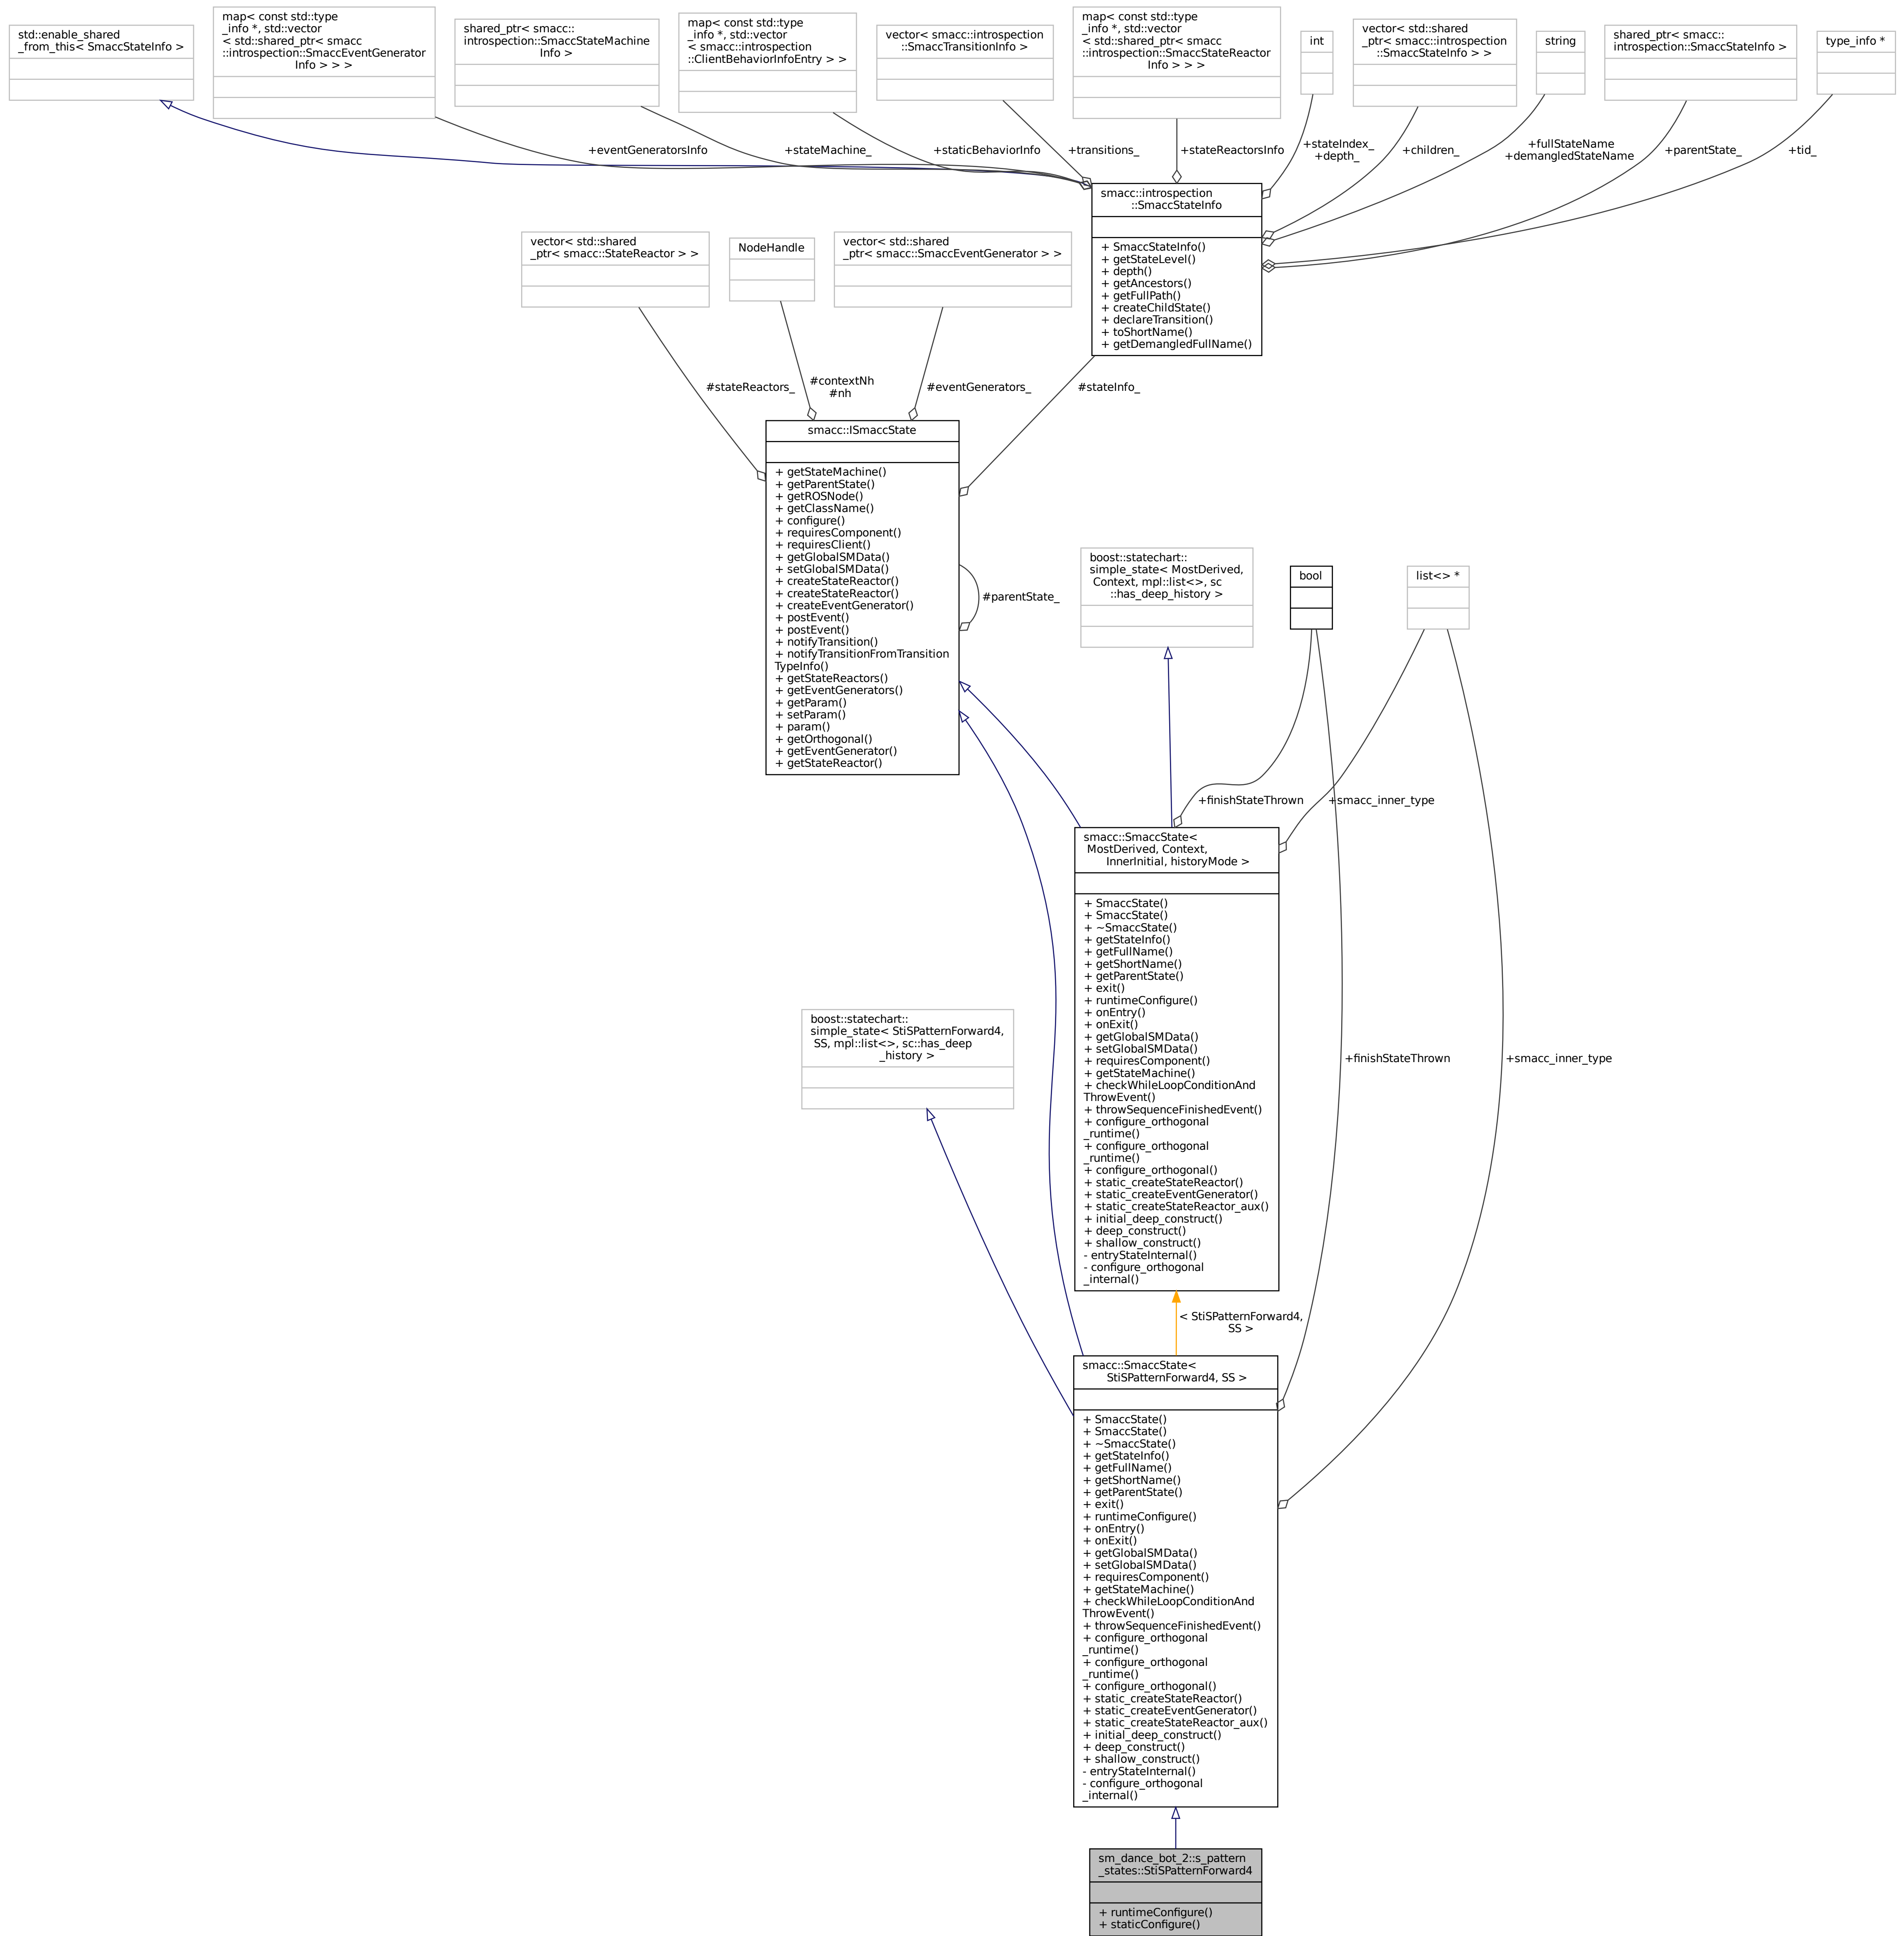 std::enable_shared
_from_this< SmaccStateInfo >
map< const std::type
_info *, std::vector
< std::shared_ptr< smacc
::introspection::SmaccEventGenerator
Info > > >
shared_ptr< smacc::
introspection::SmaccStateMachine
Info >
map< const std::type
_info *, std::vector
< smacc::introspection
::ClientBehaviorInfoEntry > >
vector< smacc::introspection
::SmaccTransitionInfo >
map< const std::type
_info *, std::vector
< std::shared_ptr< smacc
::introspection::SmaccStateReactor
Info > > >
int
vector< std::shared
_ptr< smacc::introspection
::SmaccStateInfo > >
string
shared_ptr< smacc::
introspection::SmaccStateInfo >
type_info *
+eventGeneratorsInfo
+stateMachine_
+staticBehaviorInfo
+transitions_
+stateReactorsInfo
+stateIndex_
+depth_
+children_
+fullStateName
+demangledStateName
+parentState_
+tid_
smacc::introspection
::SmaccStateInfo
+ SmaccStateInfo()
+ getStateLevel()
+ depth()
+ getAncestors()
+ getFullPath()
+ createChildState()
+ declareTransition()
+ toShortName()
+ getDemangledFullName()
vector< std::shared
_ptr< smacc::StateReactor > >
NodeHandle
vector< std::shared
_ptr< smacc::SmaccEventGenerator > >
#stateReactors_
#contextNh
#nh
#eventGenerators_
#stateInfo_
smacc::ISmaccState
+ getStateMachine()
+ getParentState()
+ getROSNode()
+ getClassName()
+ configure()
+ requiresComponent()
+ requiresClient()
+ getGlobalSMData()
+ setGlobalSMData()
+ createStateReactor()
+ createStateReactor()
+ createEventGenerator()
+ postEvent()
+ postEvent()
+ notifyTransition()
+ notifyTransitionFromTransition
TypeInfo()
+ getStateReactors()
+ getEventGenerators()
+ getParam()
+ setParam()
+ param()
+ getOrthogonal()
+ getEventGenerator()
+ getStateReactor()
#parentState_
boost::statechart::
simple_state< MostDerived,
Context, mpl::list<>, sc
::has_deep_history >
bool
list<> *
+finishStateThrown
+smacc_inner_type
smacc::SmaccState<
MostDerived, Context,
InnerInitial, historyMode >
+ SmaccState()
+ SmaccState()
+ ~SmaccState()
+ getStateInfo()
+ getFullName()
+ getShortName()
+ getParentState()
+ exit()
+ runtimeConfigure()
+ onEntry()
+ onExit()
+ getGlobalSMData()
+ setGlobalSMData()
+ requiresComponent()
+ getStateMachine()
+ checkWhileLoopConditionAnd
ThrowEvent()
+ throwSequenceFinishedEvent()
+ configure_orthogonal
_runtime()
+ configure_orthogonal
_runtime()
+ configure_orthogonal()
+ static_createStateReactor()
+ static_createEventGenerator()
+ static_createStateReactor_aux()
+ initial_deep_construct()
+ deep_construct()
+ shallow_construct()
- entryStateInternal()
- configure_orthogonal
_internal()
boost::statechart::
simple_state< StiSPatternForward4,
SS, mpl::list<>, sc::has_deep
_history >
+finishStateThrown
+smacc_inner_type
< StiSPatternForward4,
SS >
smacc::SmaccState<
StiSPatternForward4, SS >
+ SmaccState()
+ SmaccState()
+ ~SmaccState()
+ getStateInfo()
+ getFullName()
+ getShortName()
+ getParentState()
+ exit()
+ runtimeConfigure()
+ onEntry()
+ onExit()
+ getGlobalSMData()
+ setGlobalSMData()
+ requiresComponent()
+ getStateMachine()
+ checkWhileLoopConditionAnd
ThrowEvent()
+ throwSequenceFinishedEvent()
+ configure_orthogonal
_runtime()
+ configure_orthogonal
_runtime()
+ configure_orthogonal()
+ static_createStateReactor()
+ static_createEventGenerator()
+ static_createStateReactor_aux()
+ initial_deep_construct()
+ deep_construct()
+ shallow_construct()
- entryStateInternal()
- configure_orthogonal
_internal()
sm_dance_bot_2::s_pattern
_states::StiSPatternForward4
+ runtimeConfigure()
+ staticConfigure()